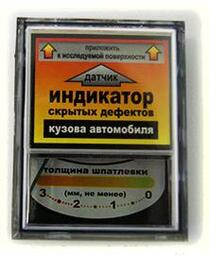 приложить
к исследуемой поверхности
датчик
индикатор
скрытых дефектов
кузова автомобиля
толщина шпатлевки
(мм, не менее)
3 2 1 0